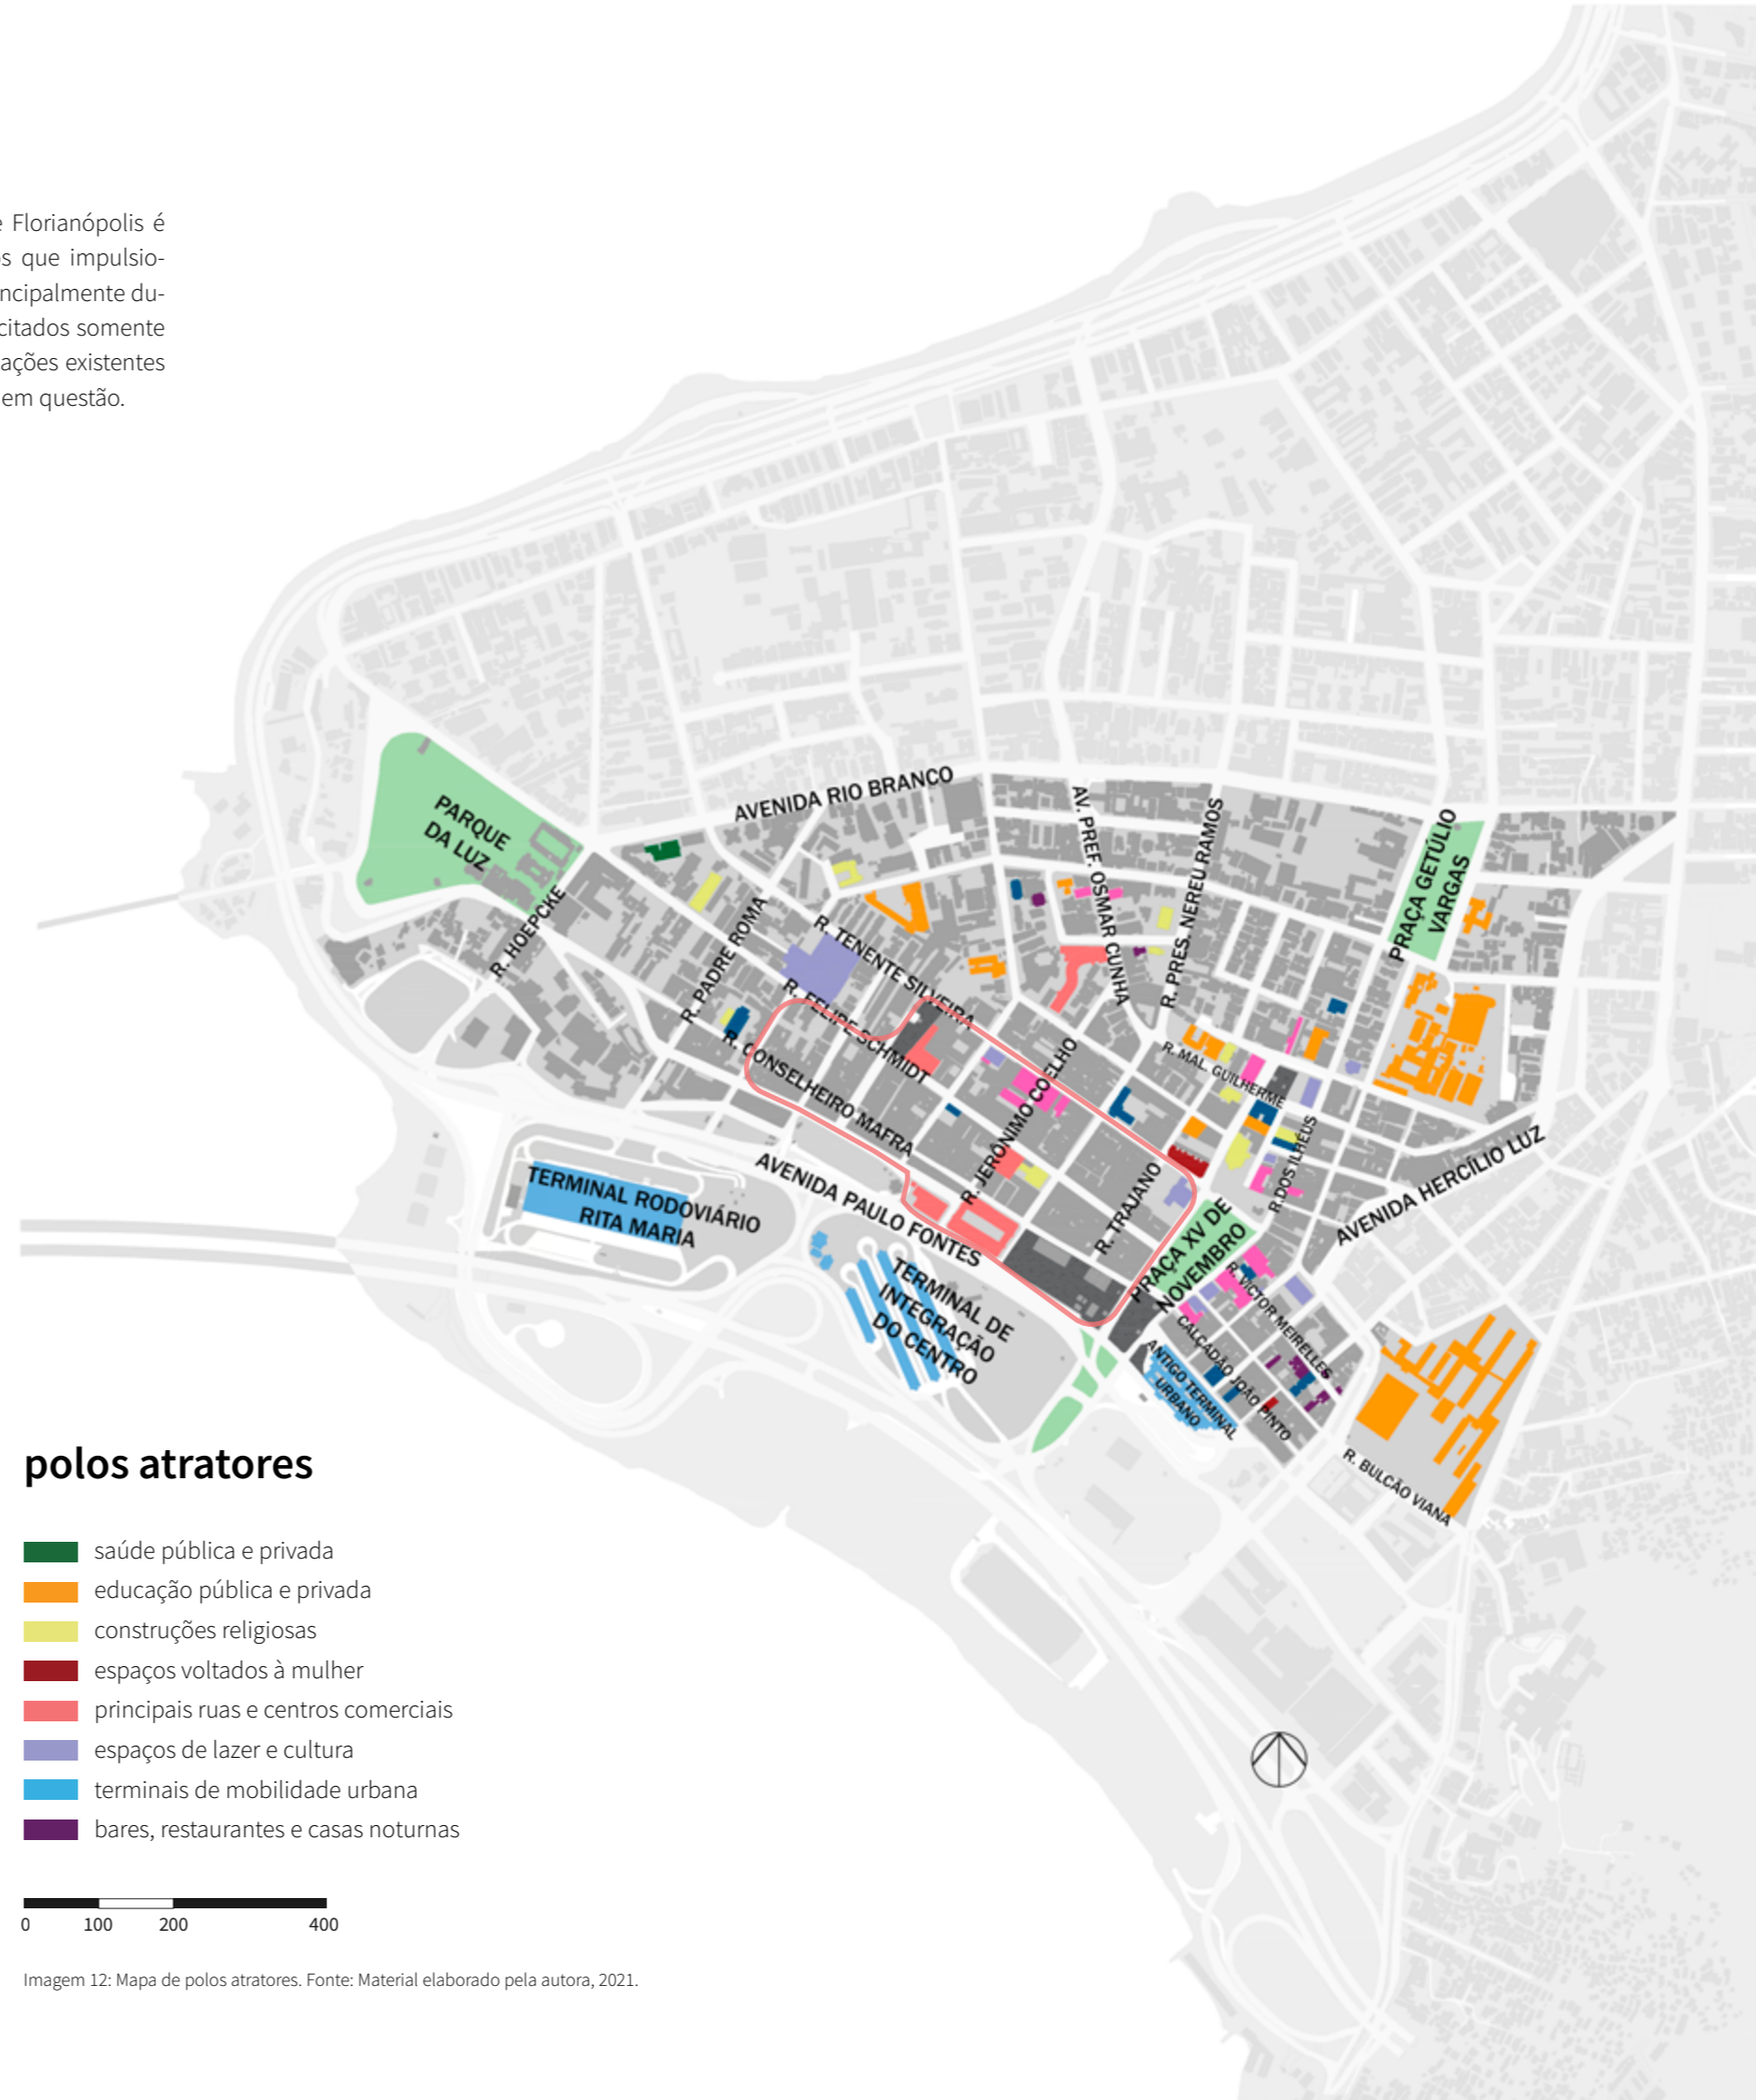 e Florianópolis é
os que impulsio-
ncipalmente du-
citados somente
ações existentes
em questão.
AVENIDA RIO BRANCO
AV. PREF. OSMAR CUNHA
R. PRES. NEREU RAMOS
PRAÇA GETÚLIO
VARGAS
PARQUE
DA LUZ
R. HOEPCKE
R. PADRE ROMA
R. TENENTE SILVEIRA
R. FELIPE SCHMIDT
R. CONSELHEIRO MAFRA
R. JERÔNIMO COELHO
R. MAL. GUILHERME
R. DOS ILHÉUS
R. TRAJANO
AVENIDA HERCÍLIO LUZ
AVENIDA PAULO FONTES
TERMINAL RODOVIÁRIO
RITA MARIA
TERMINAL DE
INTEGRAÇÃO
DO CENTRO
PRAÇA XV DE
NOVEMBRO
R. VICTOR MEIRELLES
CALÇADÃO JOÃO PINTO
ANTIGO TERMINAL
URBANO
R. BULCÃO VIANA
polos atratores
saúde pública e privada
educação pública e privada
construções religiosas
espaços voltados à mulher
principais ruas e centros comerciais
espaços de lazer e cultura
terminais de mobilidade urbana
bares, restaurantes e casas noturnas
0 100 200 400
Imagem 12: Mapa de polos atratores. Fonte: Material elaborado pela autora, 2021.